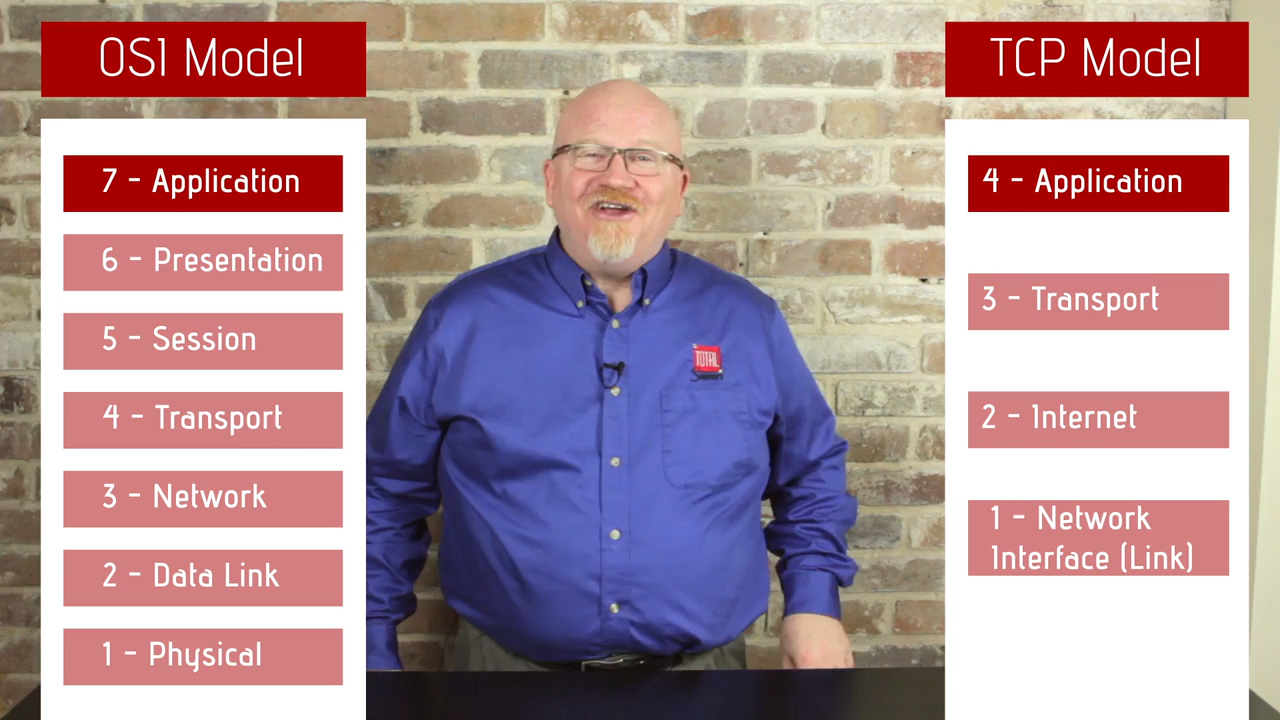 OSI Model
7 - Application
6 - Presentation
5 - Session
4 - Transport
3 - Network
2 - Data Link
1 - Physical
TOTAL
TCP Model
4 - Application
3 - Transport
2 - Internet
1 - Network
Interface (Link)